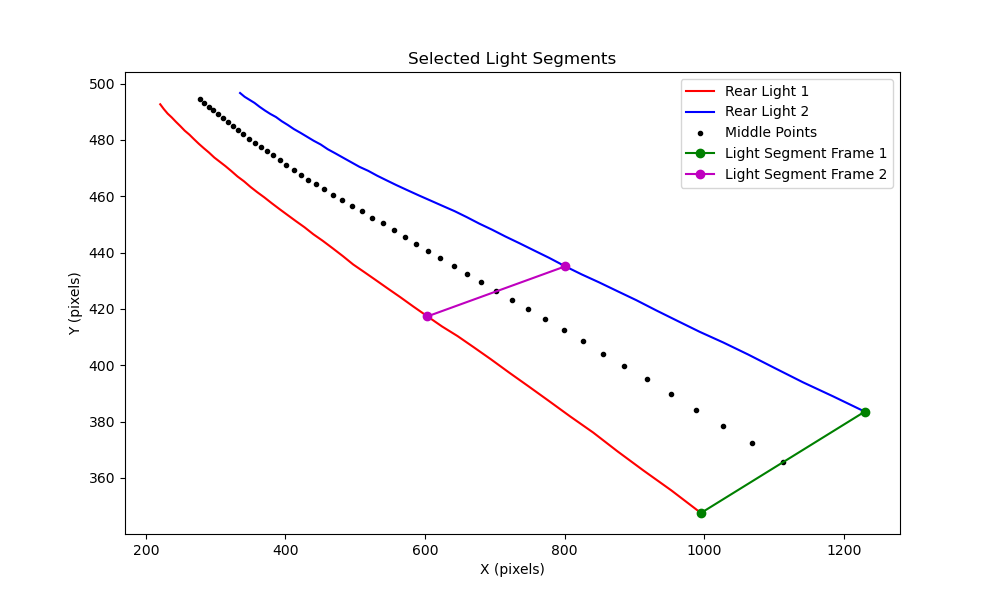 Selected Light Segments
Rear Light 1
Rear Light 2
Middle Points
Light Segment Frame 1
Light Segment Frame 2
500
480
460
440
420
400
380
360
Y (pixels)
200 400 600 800 1000 1200
X (pixels)